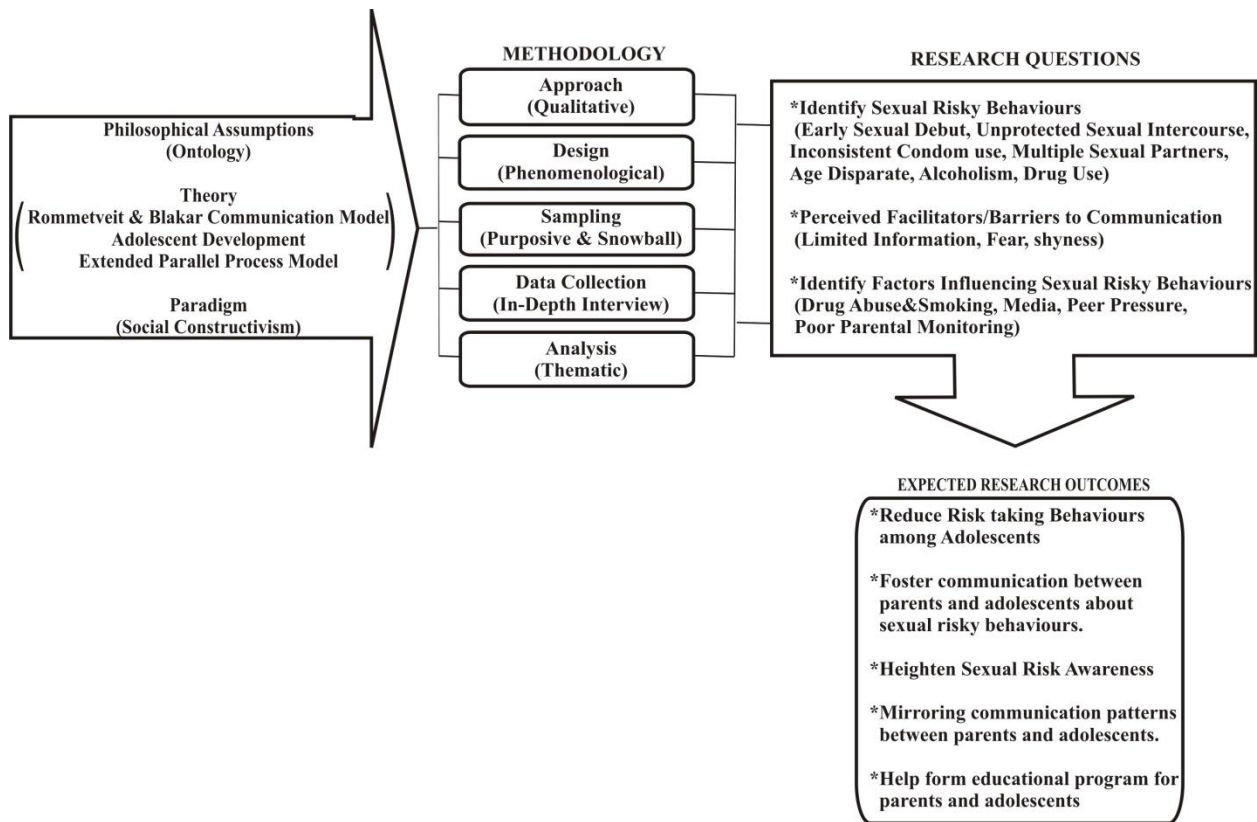 Philosophical Assumptions
(Ontology)
Theory
Rommetveit & Blakar Communication Model
Adolescent Development
Extended Parallel Process Model
Paradigm
(Social Constructivism)
METHODOLOGY
Approach
(Qualitative)
Design
(Phenomenological)
Sampling
(Purposive & Snowball)
Data Collection
(In-Depth Interview)
Analysis
(Thematic)
RESEARCH QUESTIONS
*Identify Sexual Risky Behaviours
(Early Sexual Debut, Unprotected Sexual Intercourse,
Inconsistent Condom use, Multiple Sexual Partners,
Age Disparate, Alcoholism, Drug Use)
*Perceived Facilitators/Barriers to Communication
(Limited Information, Fear, shyness)
*Identify Factors Influencing Sexual Risky Behaviours
(Drug Abuse&Smoking, Media, Peer Pressure,
Poor Parental Monitoring)
EXPECTED RESEARCH OUTCOMES
*Reduce Risk taking Behaviours
among Adolescents
*Foster communication between
parents and adolescents about
sexual risky behaviours.
*Heighten Sexual Risk Awareness
*Mirroring communication patterns
between parents and adolescents.
*Help form educational program for
parents and adolescents